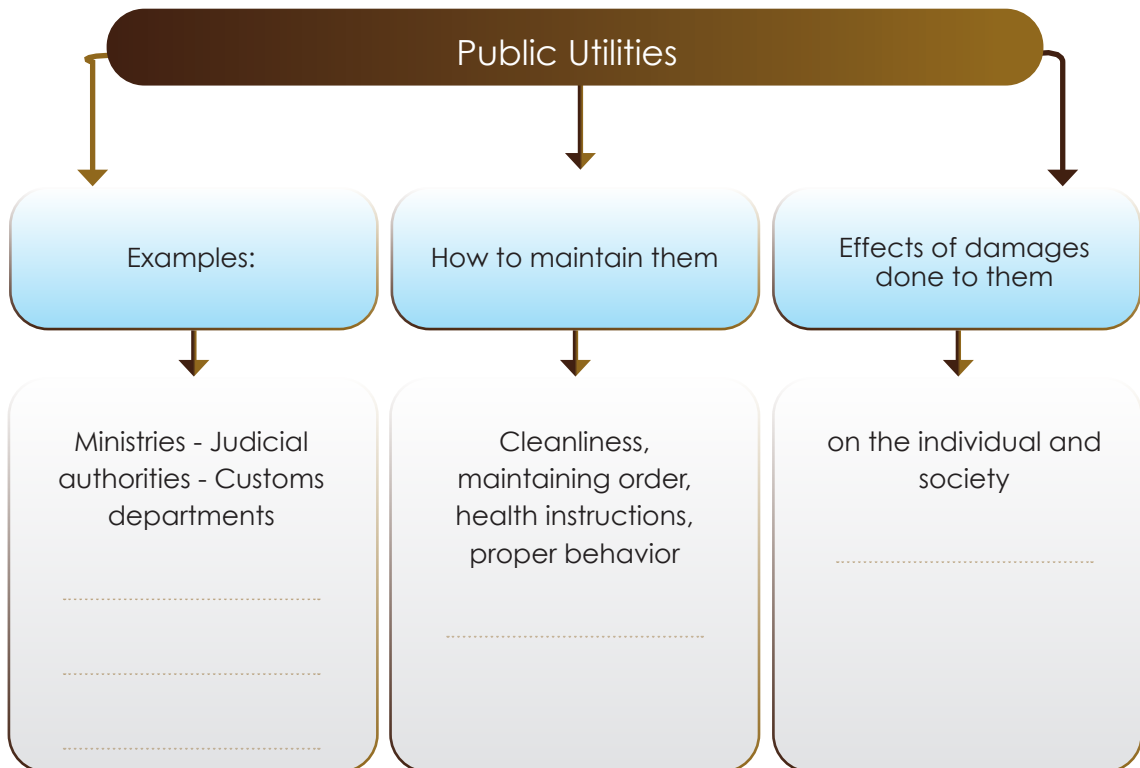 Public Utilities
Examples:
How to maintain them
Effects of damages
done to them
Ministries - Judicial
authorities - Customs
departments
Cleanliness,
maintaining order,
health instructions,
proper behavior
on the individual and
society